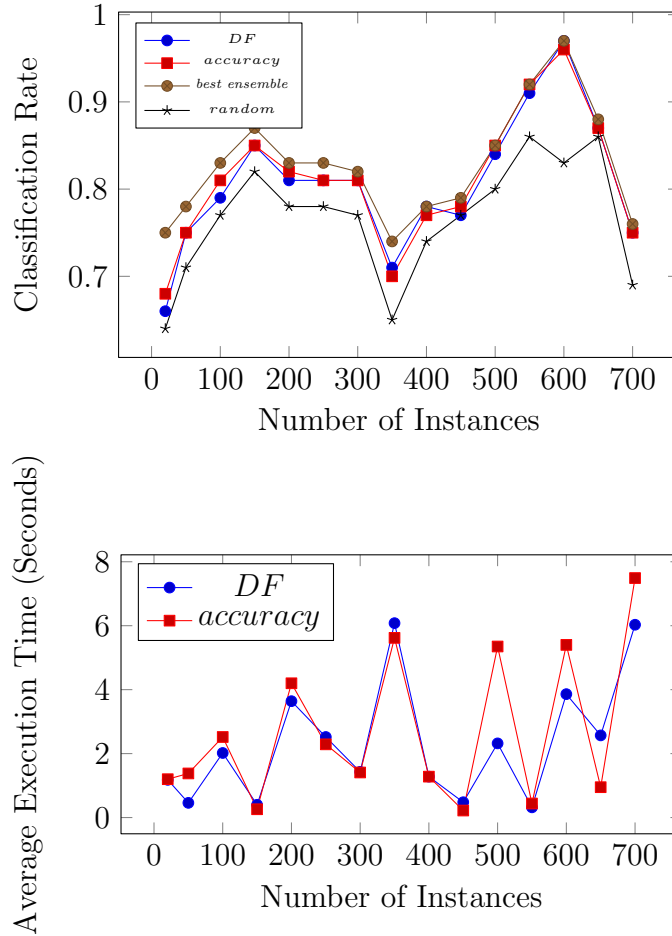 1
0.9
0.8
0.7
Classification Rate
DF
accuracy
best ensemble
random
0 100 200 300 400 500 600 700
Number of Instances
8
6
4
2
0
Average Execution Time (Seconds)
DF
accuracy
0 100 200 300 400 500 600 700
Number of Instances